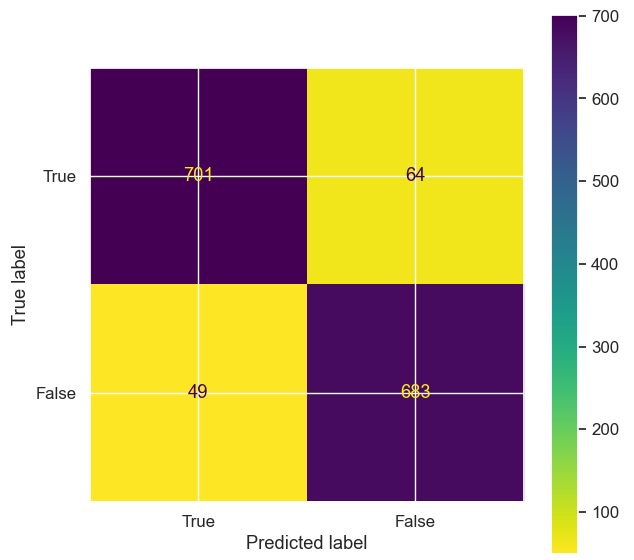 700
600
True
701
64
500
400
True label
300
False
49
683
200
100
True
False
Predicted label